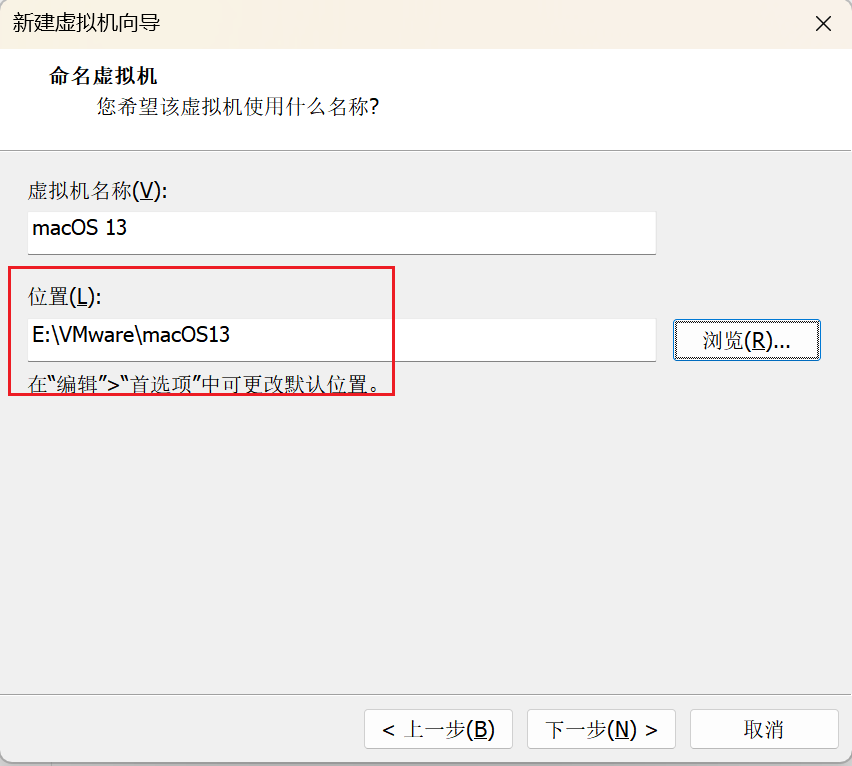 新建虚拟机向导
命名虚拟机
您希望该虚拟机使用什么名称?
虚拟机名称(V):
macOS 13
位置(L):
E:\VMware\macOS13
浏览(R)...
在“编辑”>“首选项”中可更改默认位置。
< 上一步(B)
下一步(N) >
取消